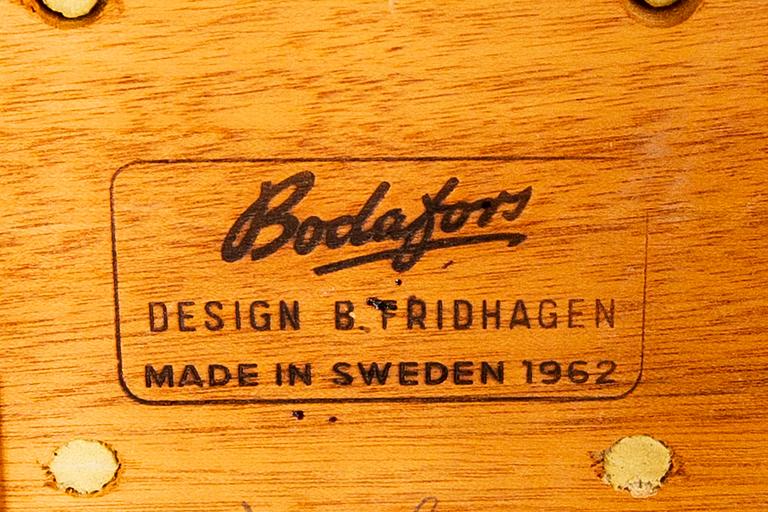 Bodafors
DESIGN B. FRIDHAGEN
MADE IN SWEDEN 1962